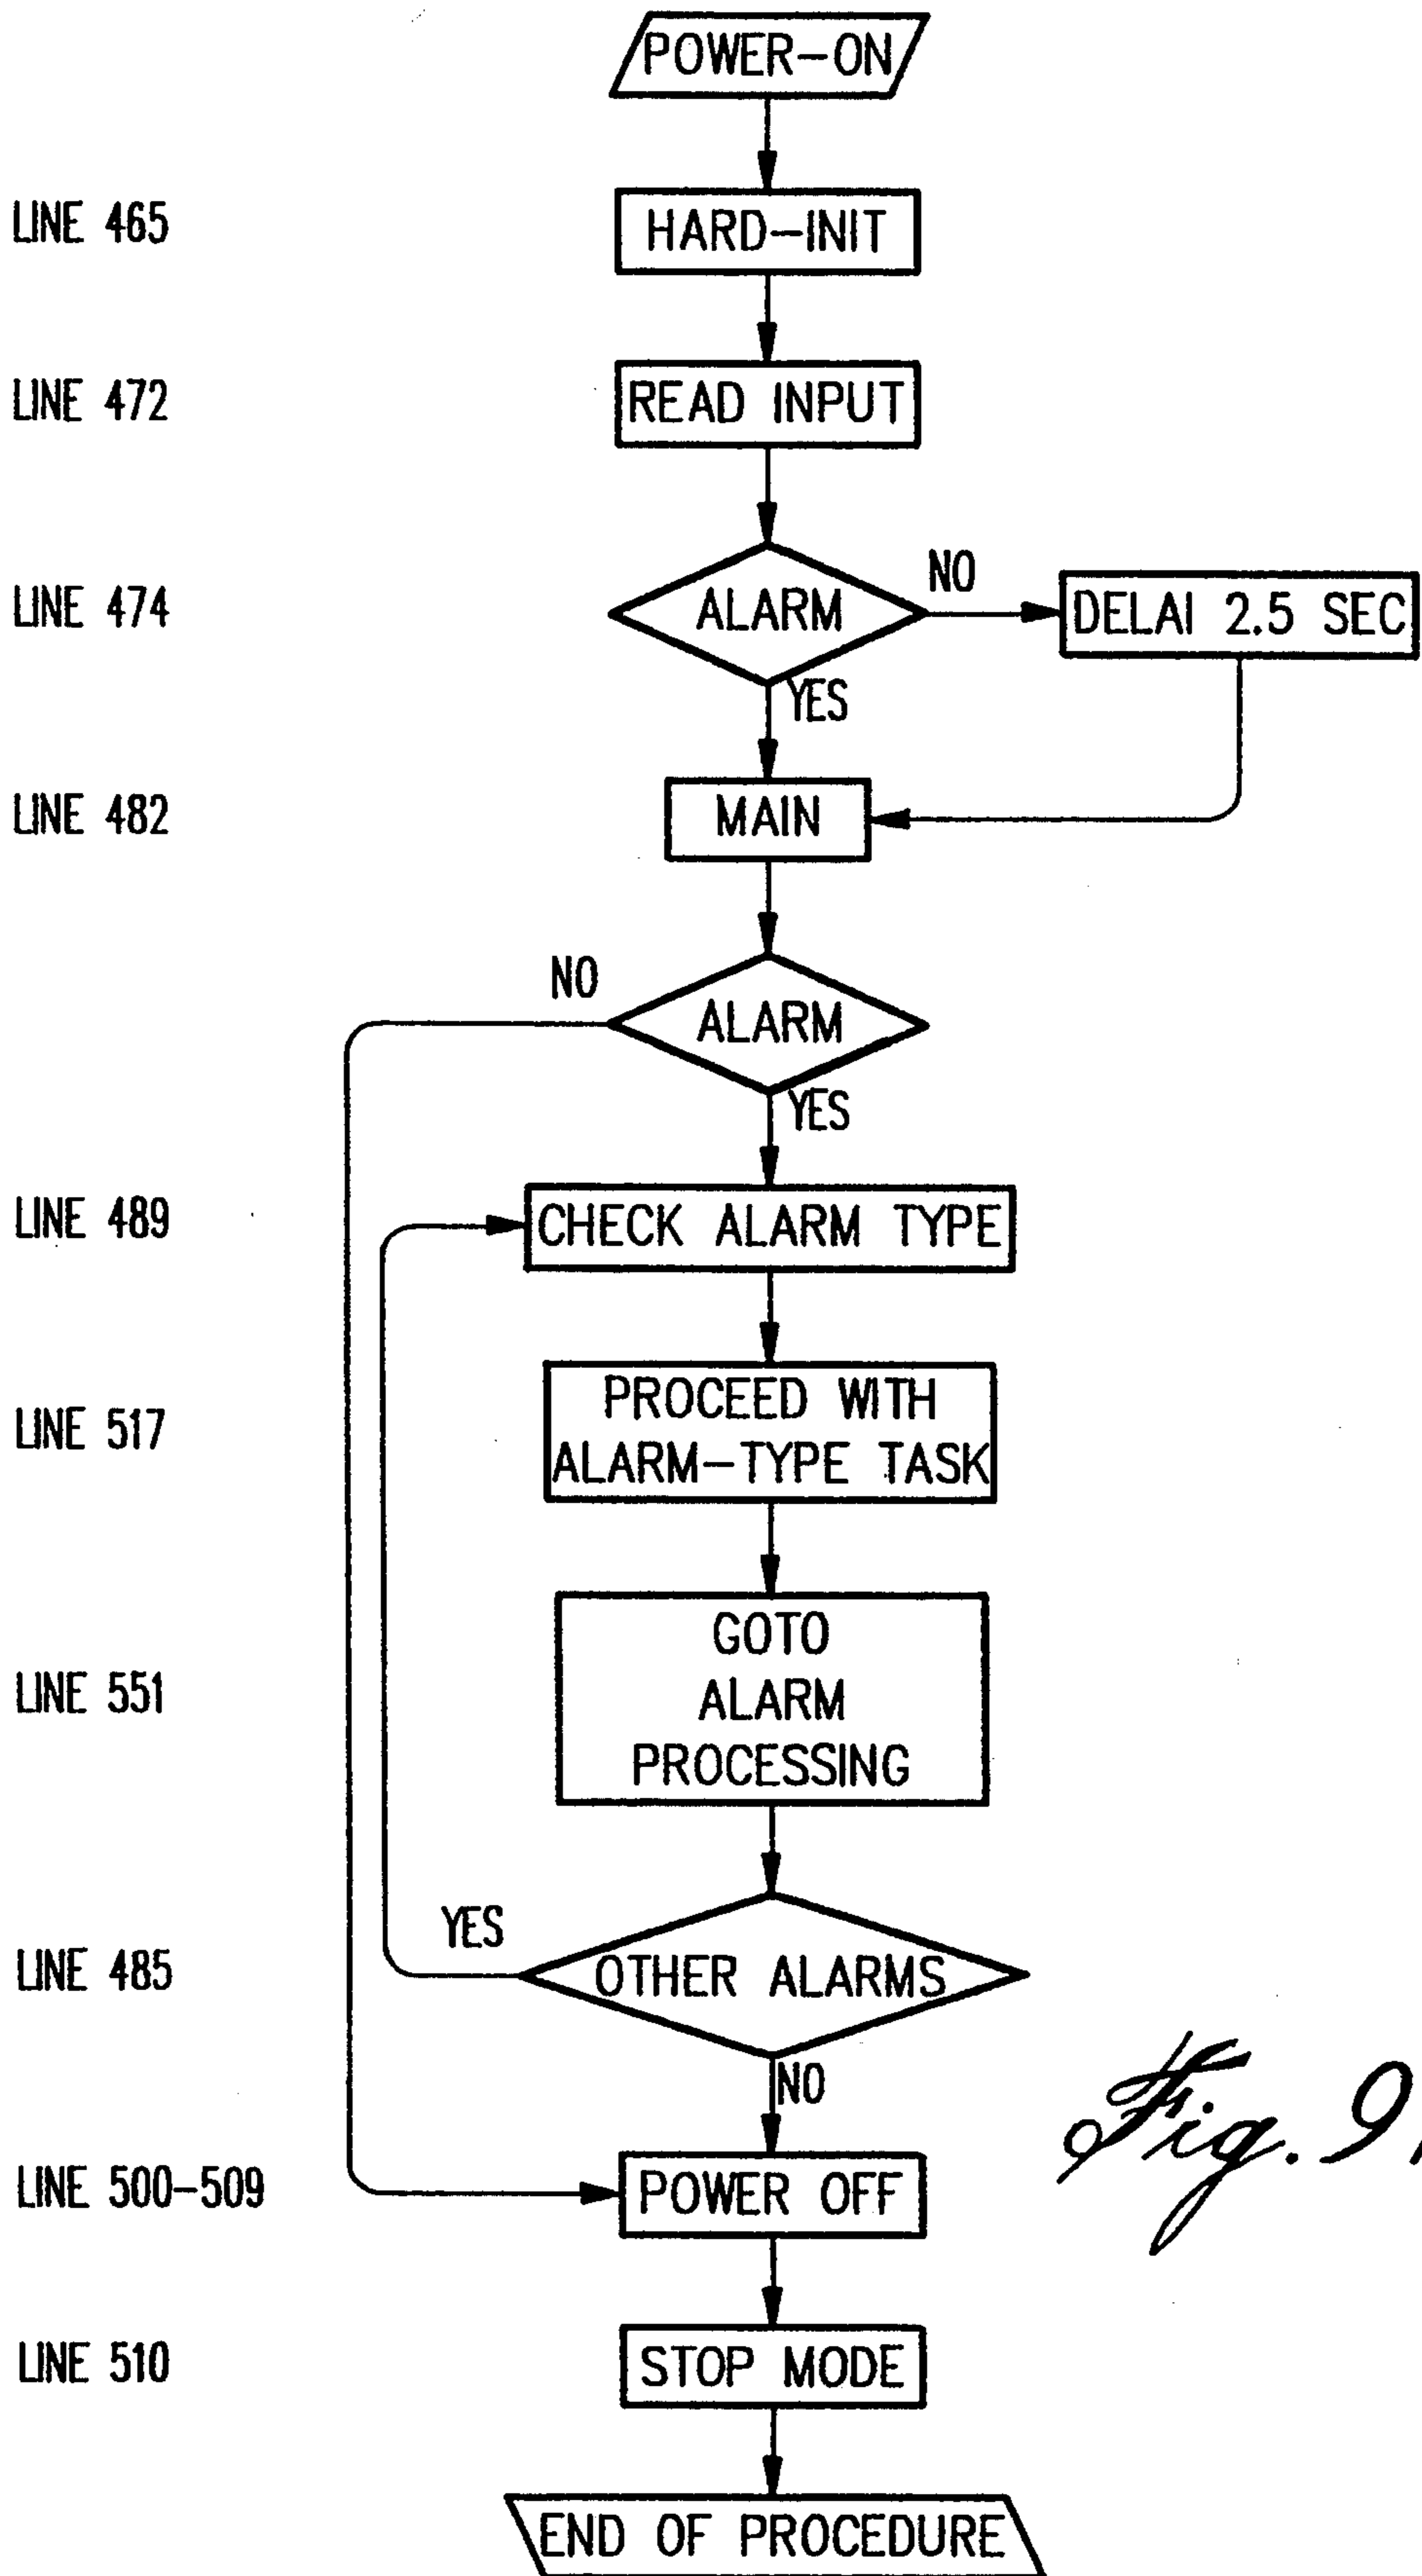 POWER-ON
LINE 465
HARD-INIT
LINE 472
READ INPUT
LINE 474
ALARM
NO
DELAI 2.5 SEC
YES
LINE 482
MAIN
NO
ALARM
YES
LINE 489
CHECK ALARM TYPE
LINE 517
PROCEED WITH
ALARM-TYPE TASK
LINE 551
GOTO
ALARM
PROCESSING
YES
LINE 485
OTHER ALARMS
NO
Fig. 9.
LINE 500-509
POWER OFF
LINE 510
STOP MODE
END OF PROCEDURE